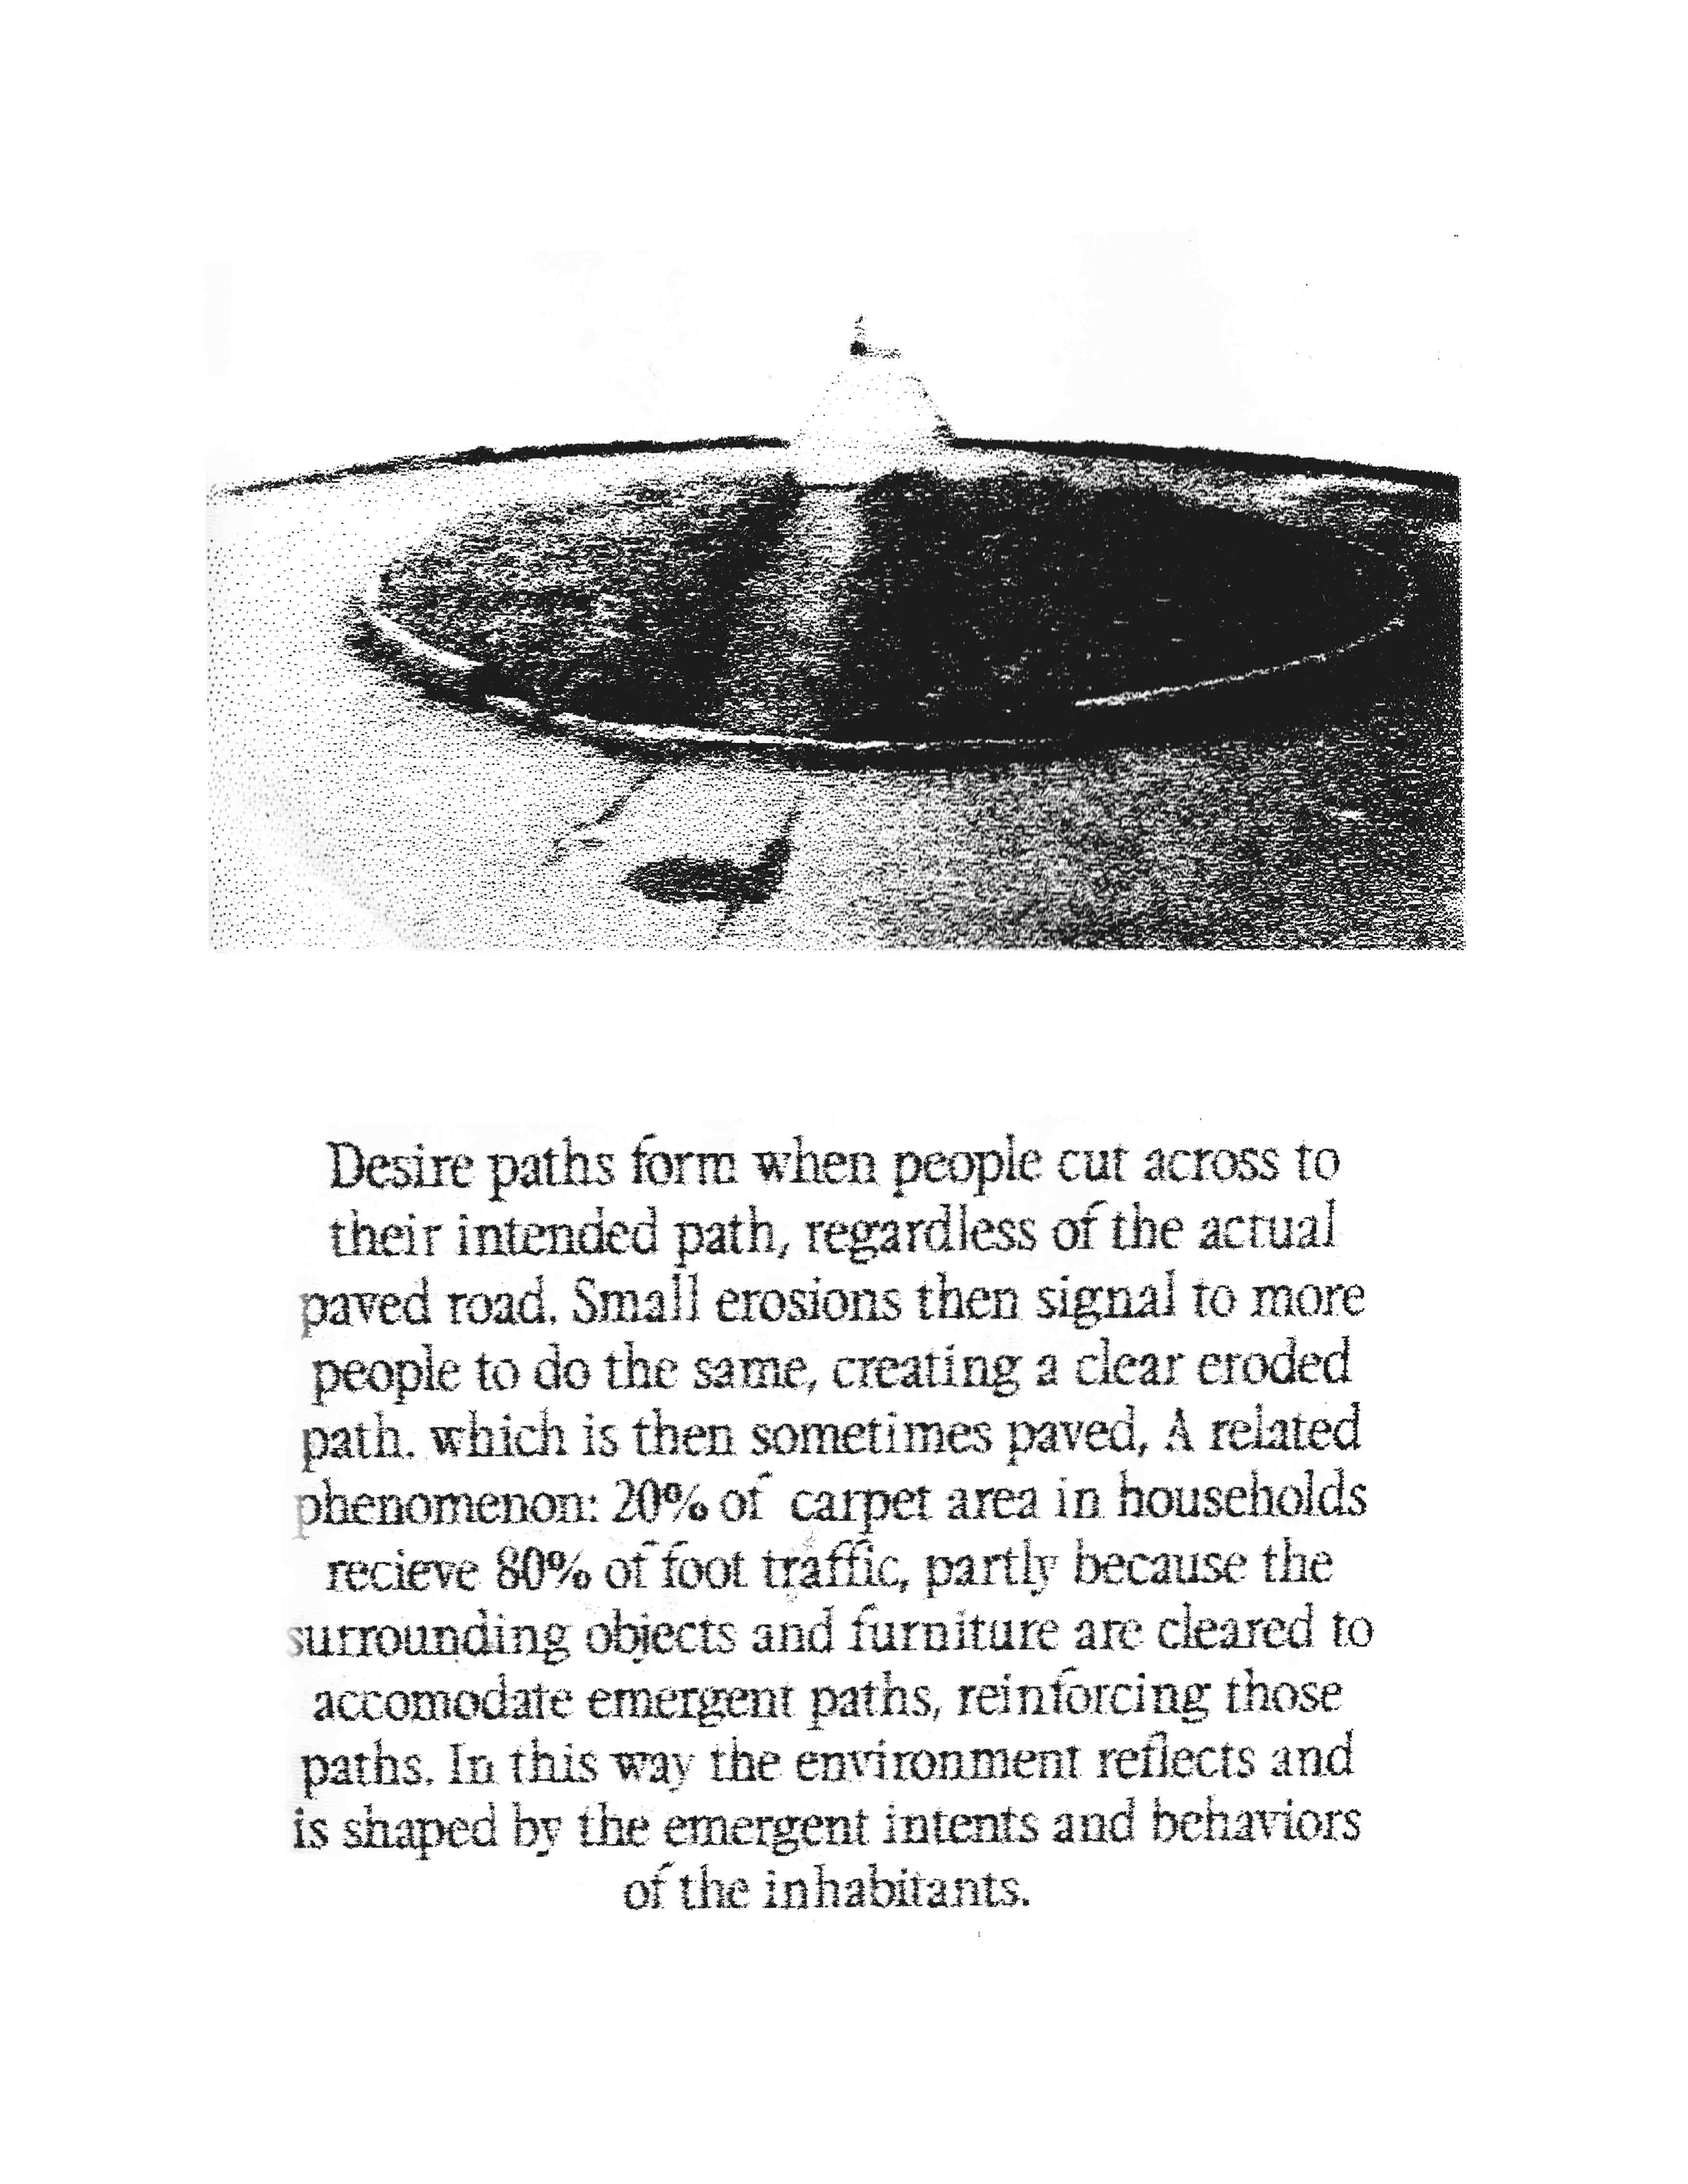 Desire paths form when people cut across to
their intended path, regardless of the actual
paved road. Small erosions then signal to more
people to do the same, creating a clear eroded
path. which is then sometimes paved, A related
phenomenon: 20% of carpet area in households
recieve 80% of foot traffic, partly because the
surrounding objects and furniture are cleared to
accomodate emergent paths, reinforcing those
paths. In this way the environment reflects and
is shaped by the emergent intents and behaviors
of the inhabitants.